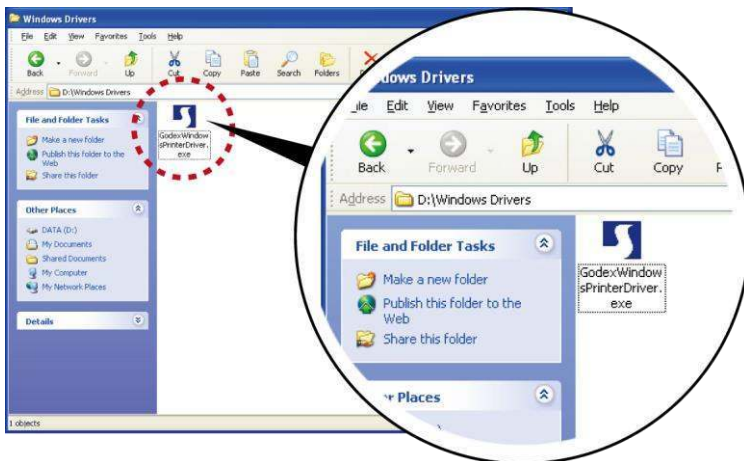 Windows Drivers
File Edit View Favorites Tools Help
Back Forward Up Cut Copy Paste Search Folders
Address D:\Windows Drivers
File and Folder Tasks
Make a new folder
Publish this folder to the
Web
Share this folder
Other Places
DATA (D:)
My Documents
Shared Documents
My Computer
My Network Places
Details
GodexWindow
sPrinterDriver.
exe
1 objects
dows Drivers
Edit View Favorites Tools Help
Back Forward Up Cut Copy
Address D:\Windows Drivers
File and Folder Tasks
Make a new folder
Publish this folder to the
Web
Share this folder
Places
GodexWindow
sPrinterDriver.
exe